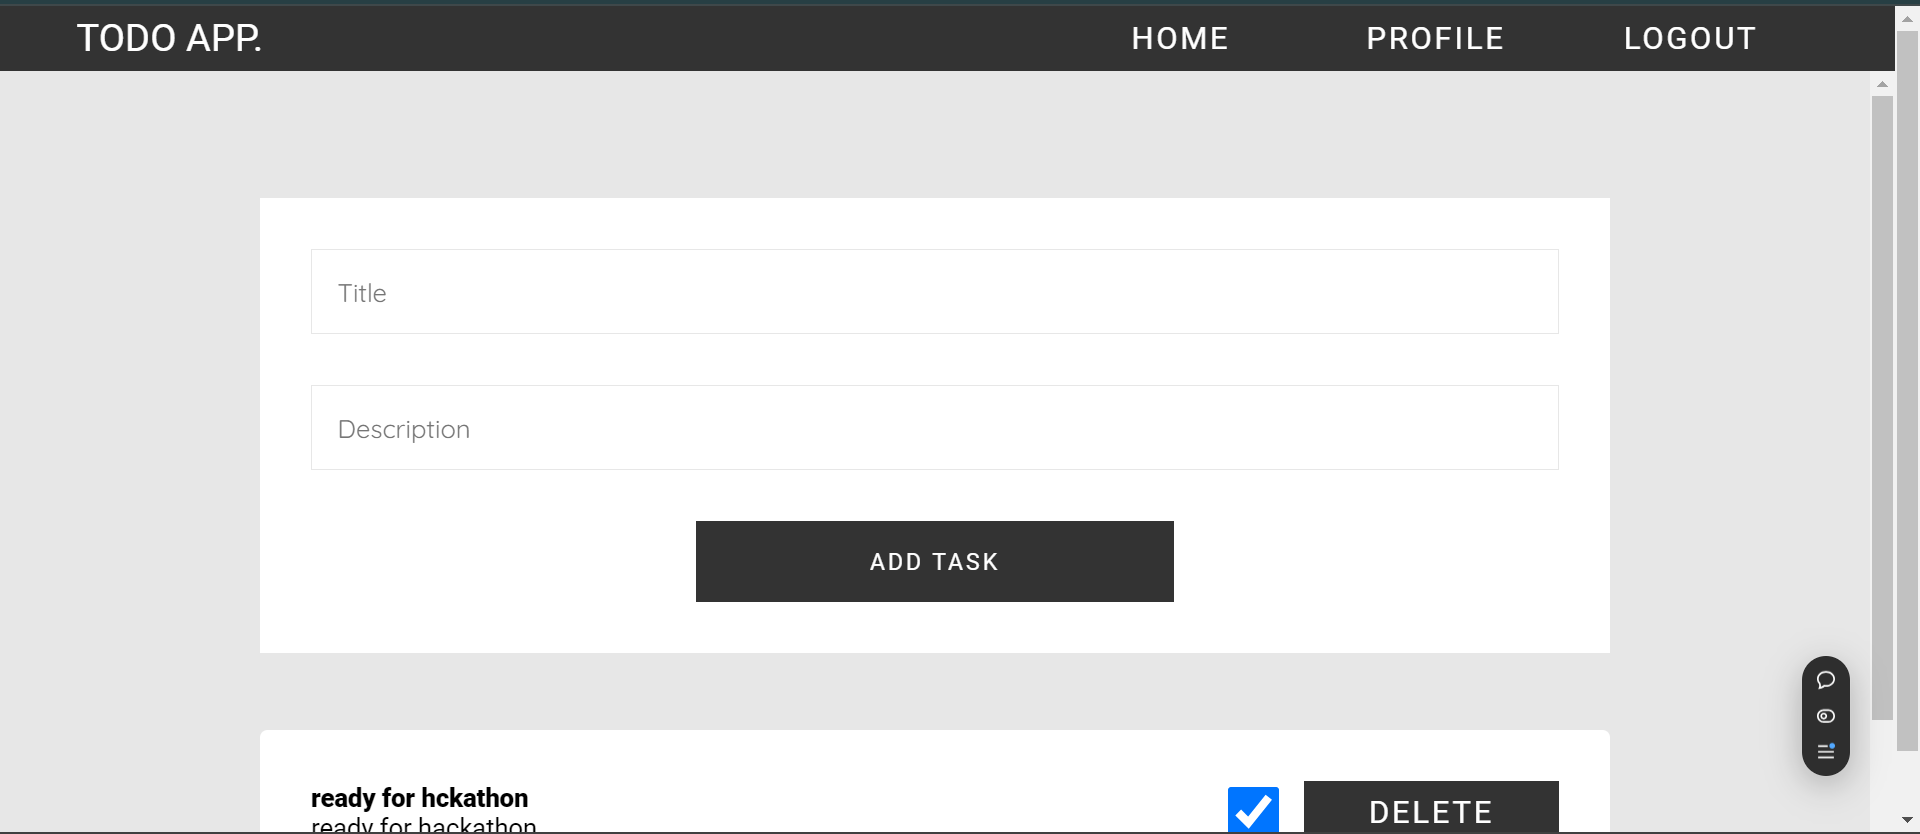 TODO APP.
HOME
PROFILE
LOGOUT
Title
Description
ADD TASK
ready for hckathon
ready for hackathon
DELETE